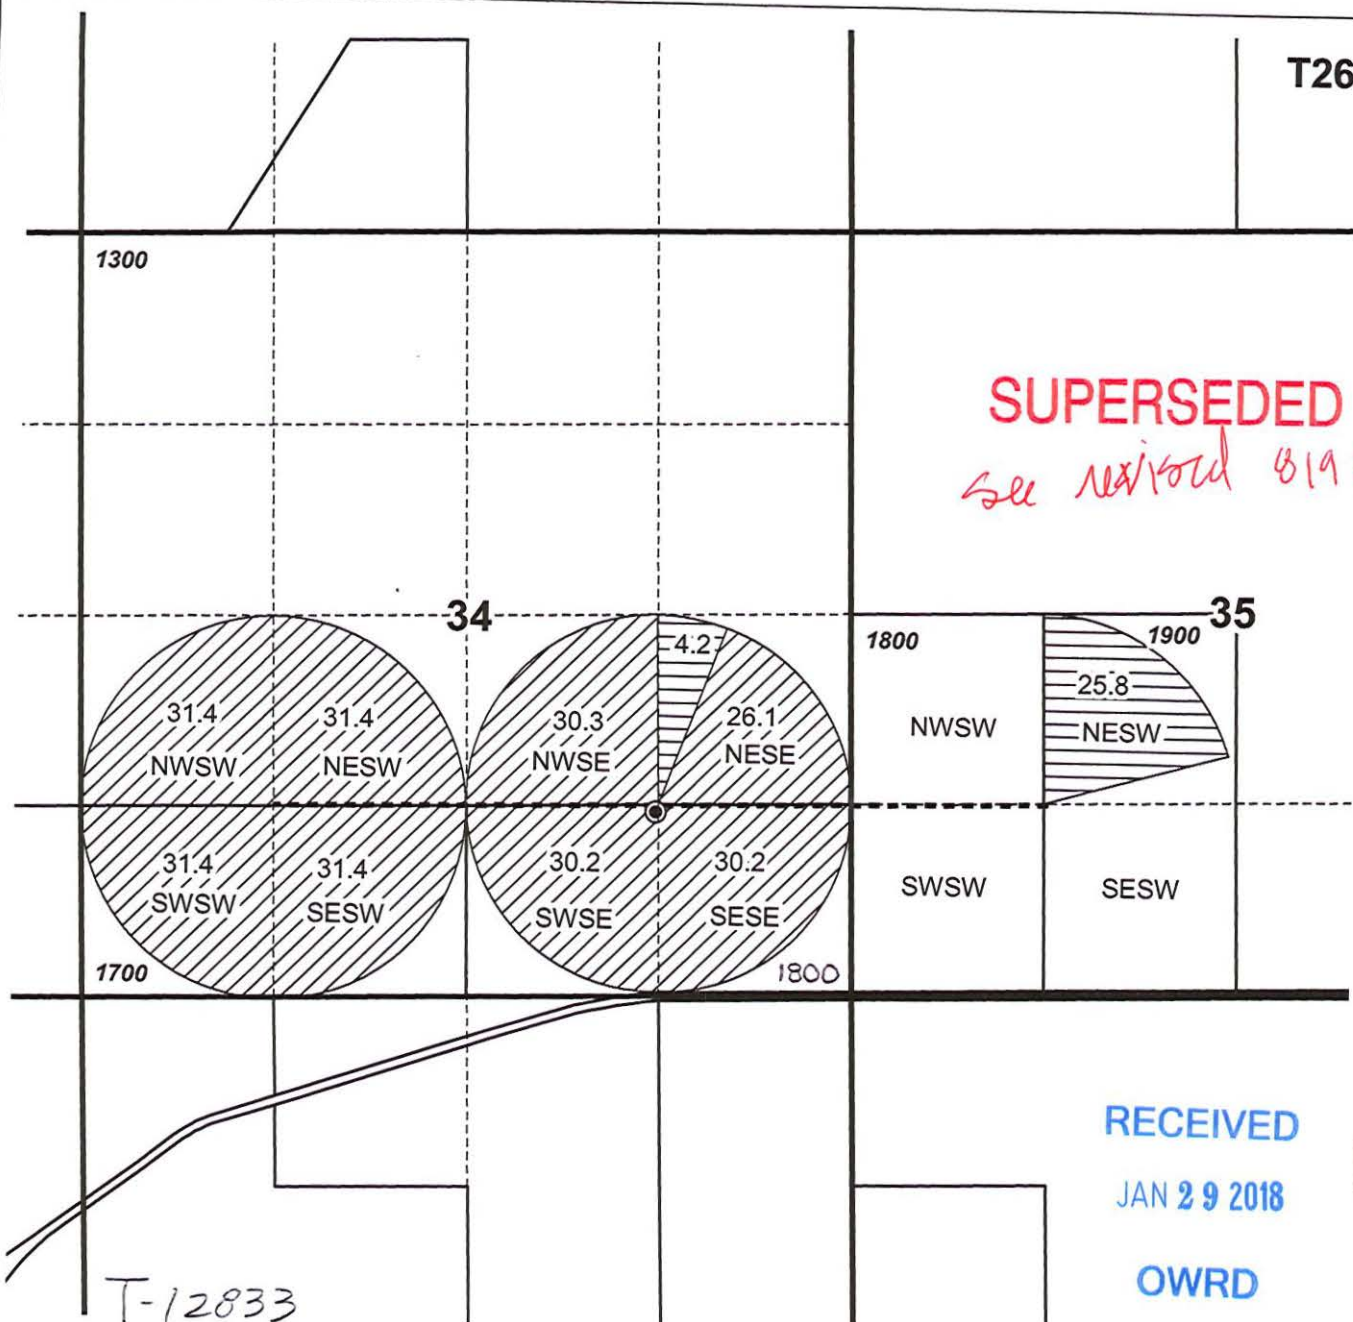 T26
1300
SUPERSEDED
See revised 819
34
35
4.2
1800
1900
25.8
31.4
31.4
30.3
26.1
NWSW
NESW
NWSW
NESW
NWSE
NESE
31.4
31.4
30.2
30.2
SWSW
SESW
SWSW
SESW
SWSE
SESE
1700
1800
RECEIVED
JAN 29 2018
OWRD
T-12833